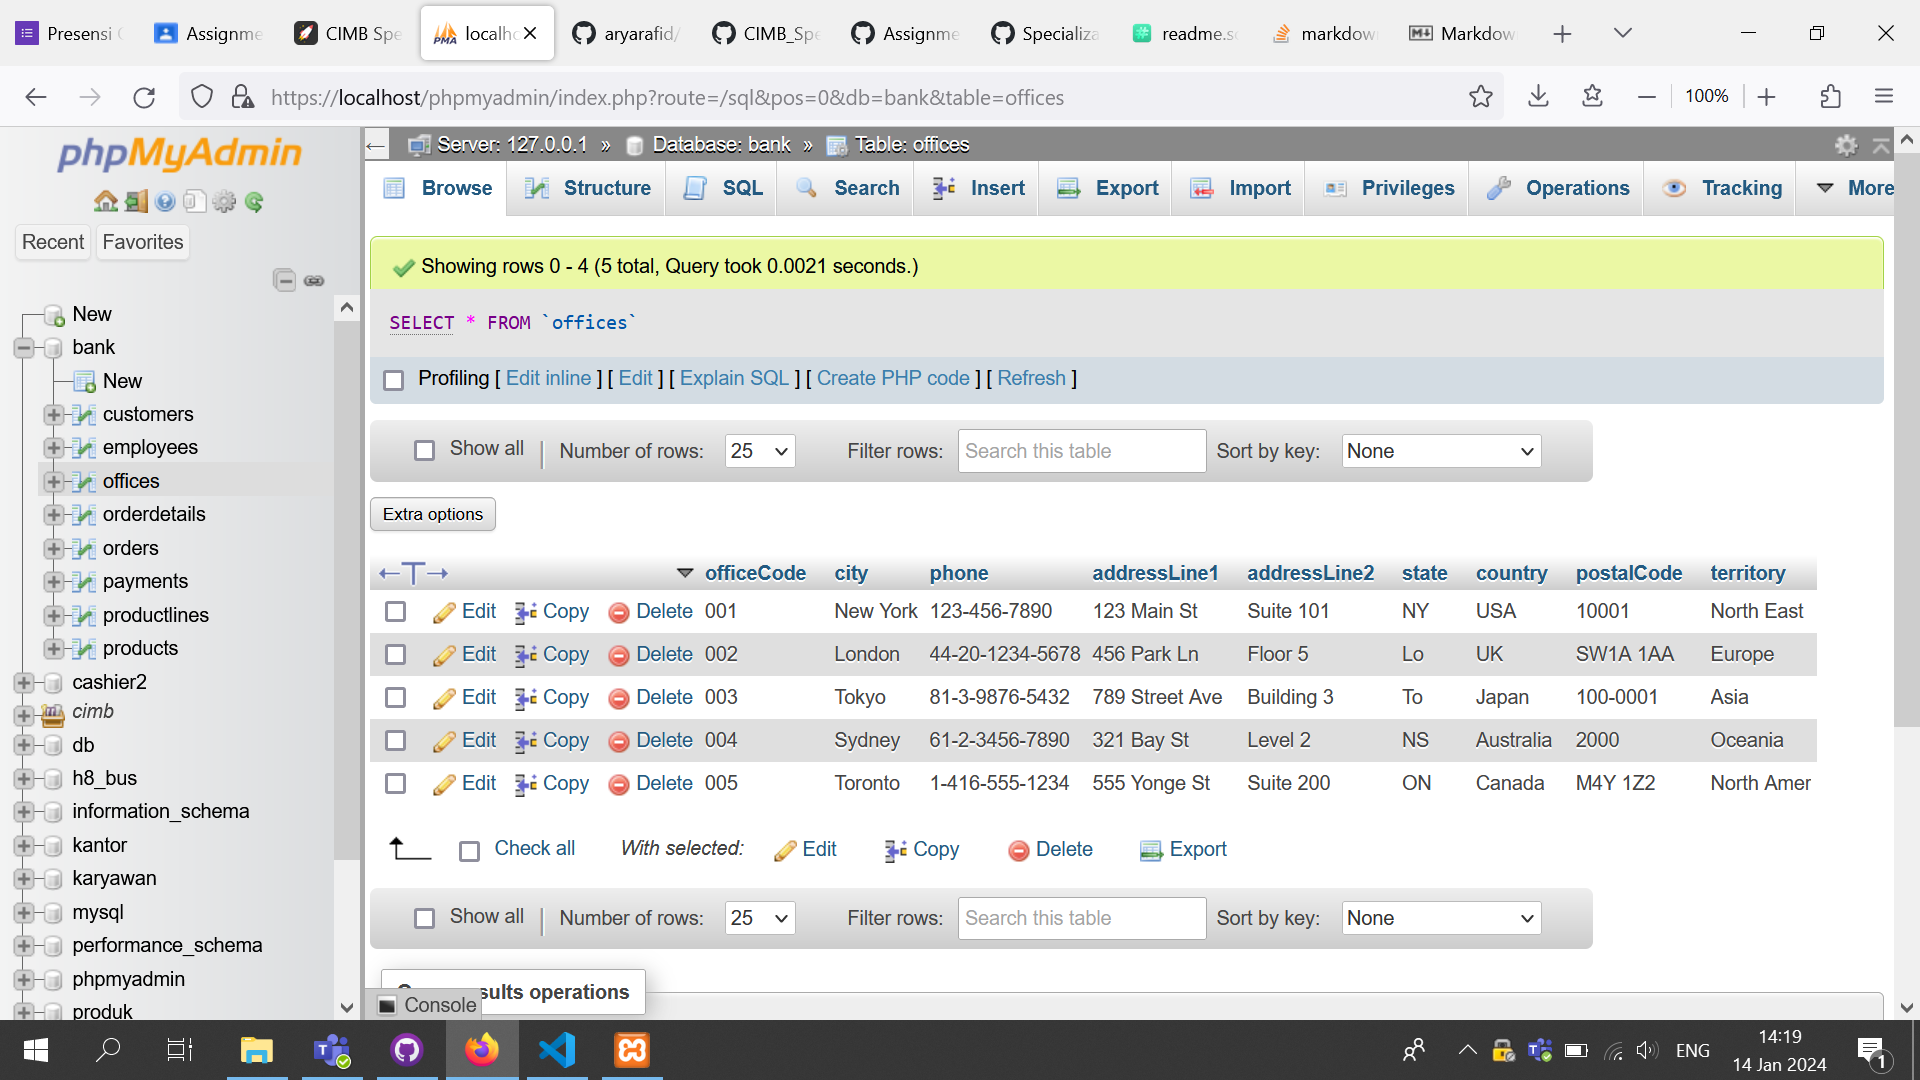 Presensi
Assignme
CIMB Spe
localho
aryarafid/
CIMB_Spe
Assignme
Specializa
readme.so
markdown
Markdow
https://localhost/phpmyadmin/index.php?route=/sql&pos=0&db=bank&table=offices
100%
phpMyAdmin
Recent
Favorites
New
bank
New
customers
employees
offices
orderdetails
orders
payments
productlines
products
cashier2
cimb
db
h8_bus
information_schema
kantor
karyawan
mysql
performance_schema
phpmyadmin
produk
Server: 127.0.0.1 » Database: bank » Table: offices
Browse Structure SQL Search Insert Export Import Privileges Operations Tracking More
Showing rows 0 - 4 (5 total, Query took 0.0021 seconds.)
SELECT * FROM `offices`
Profiling [ Edit inline ] [ Edit ] [ Explain SQL ] [ Create PHP code ] [ Refresh ]
Show all Number of rows: 25 Filter rows: Search this table Sort by key: None
Extra options
officeCode city phone addressLine1 addressLine2 state country postalCode territory
Edit Copy Delete 001 New York 123-456-7890 123 Main St Suite 101 NY USA 10001 North East
Edit Copy Delete 002 London 44-20-1234-5678 456 Park Ln Floor 5 Lo UK SW1A 1AA Europe
Edit Copy Delete 003 Tokyo 81-3-9876-5432 789 Street Ave Building 3 To Japan 100-0001 Asia
Edit Copy Delete 004 Sydney 61-2-3456-7890 321 Bay St Level 2 NS Australia 2000 Oceania
Edit Copy Delete 005 Toronto 1-416-555-1234 555 Yonge St Suite 200 ON Canada M4Y 1Z2 North Amer
Check all With selected: Edit Copy Delete Export
Show all Number of rows: 25 Filter rows: Search this table Sort by key: None
sults operations
Console
ENG
14:19
14 Jan 2024
1